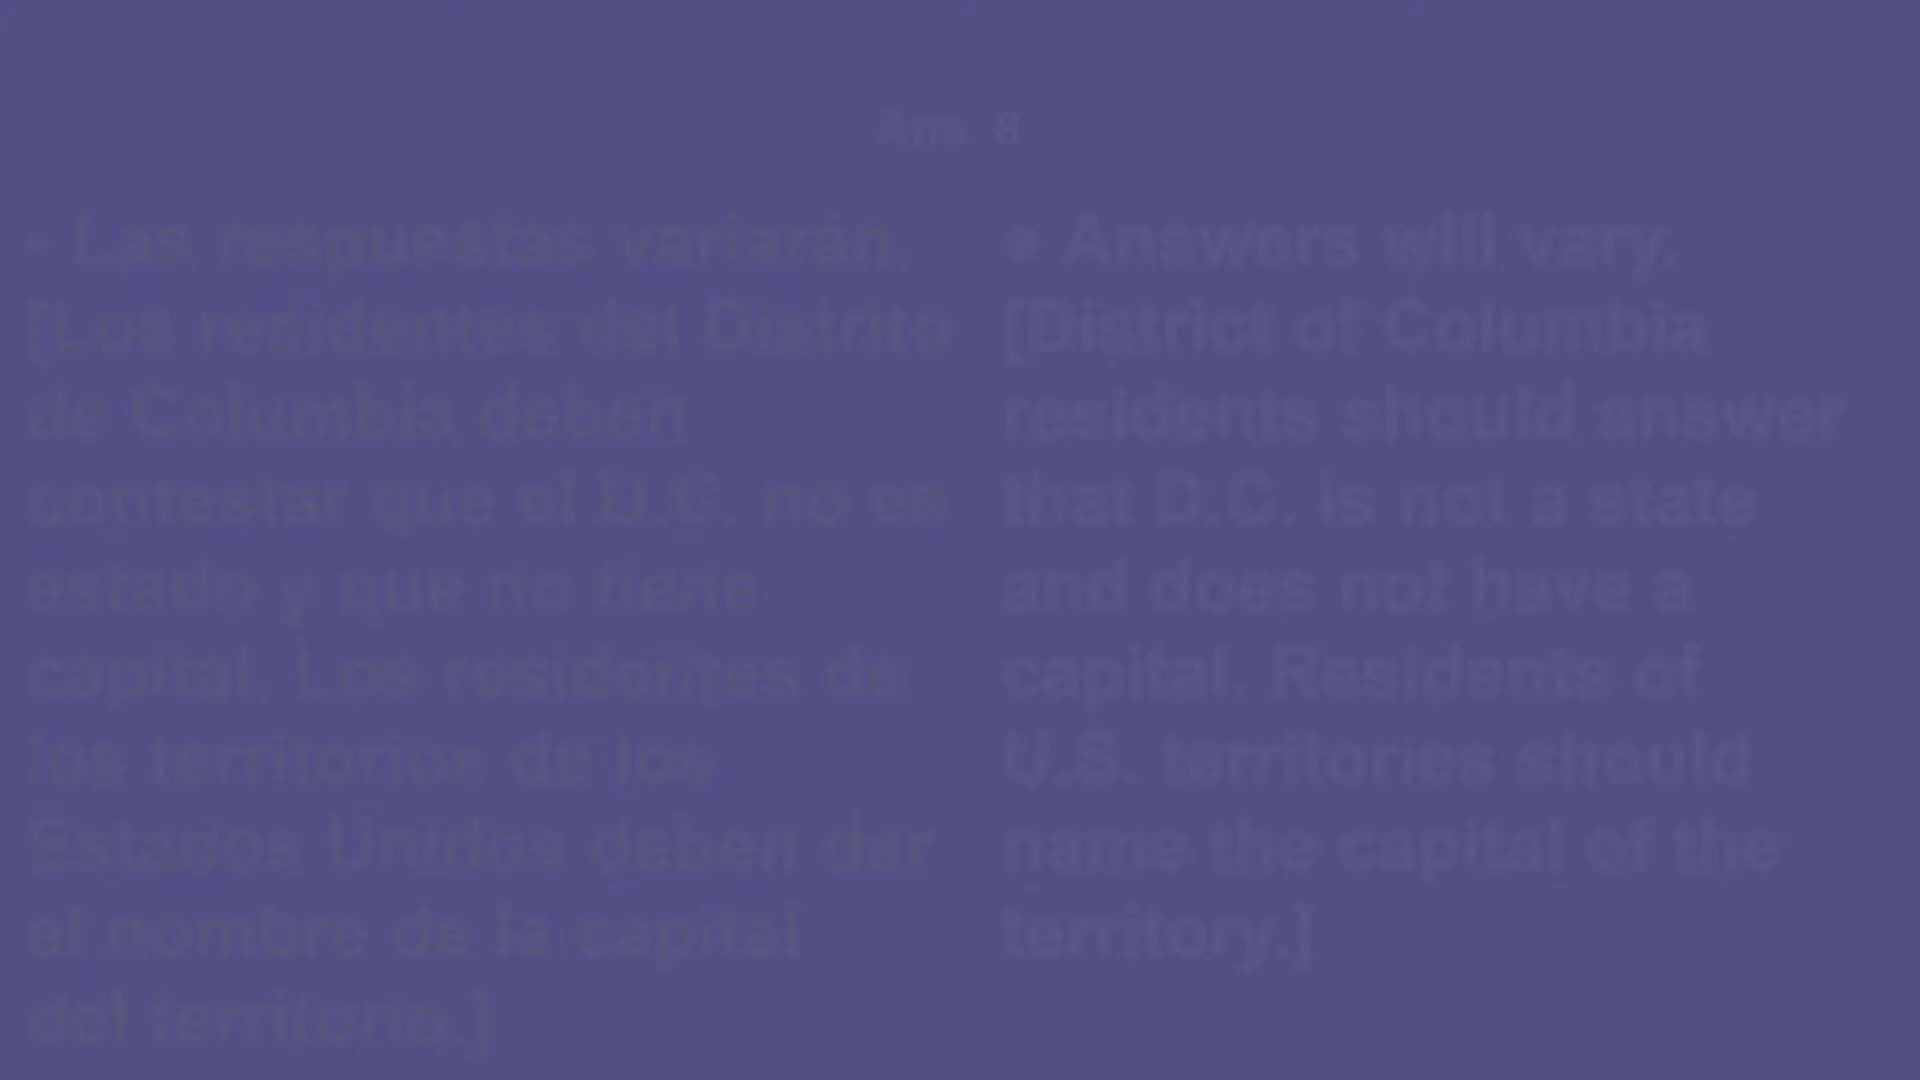 Ans. 8
• Las respuestas variarán.
[Los residentes del Distrito
de Columbia deben
contestar que el D.C. no es
estado y que no tiene
capital. Los residentes de
los territorios de los
Estados Unidos deben dar
el nombre de la capital
del territorio.]
● Answers will vary.
[District of Columbia
residents should answer
that D.C. is not a state
and does not have a
capital. Residents of
U.S. territories should
name the capital of the
territory.]